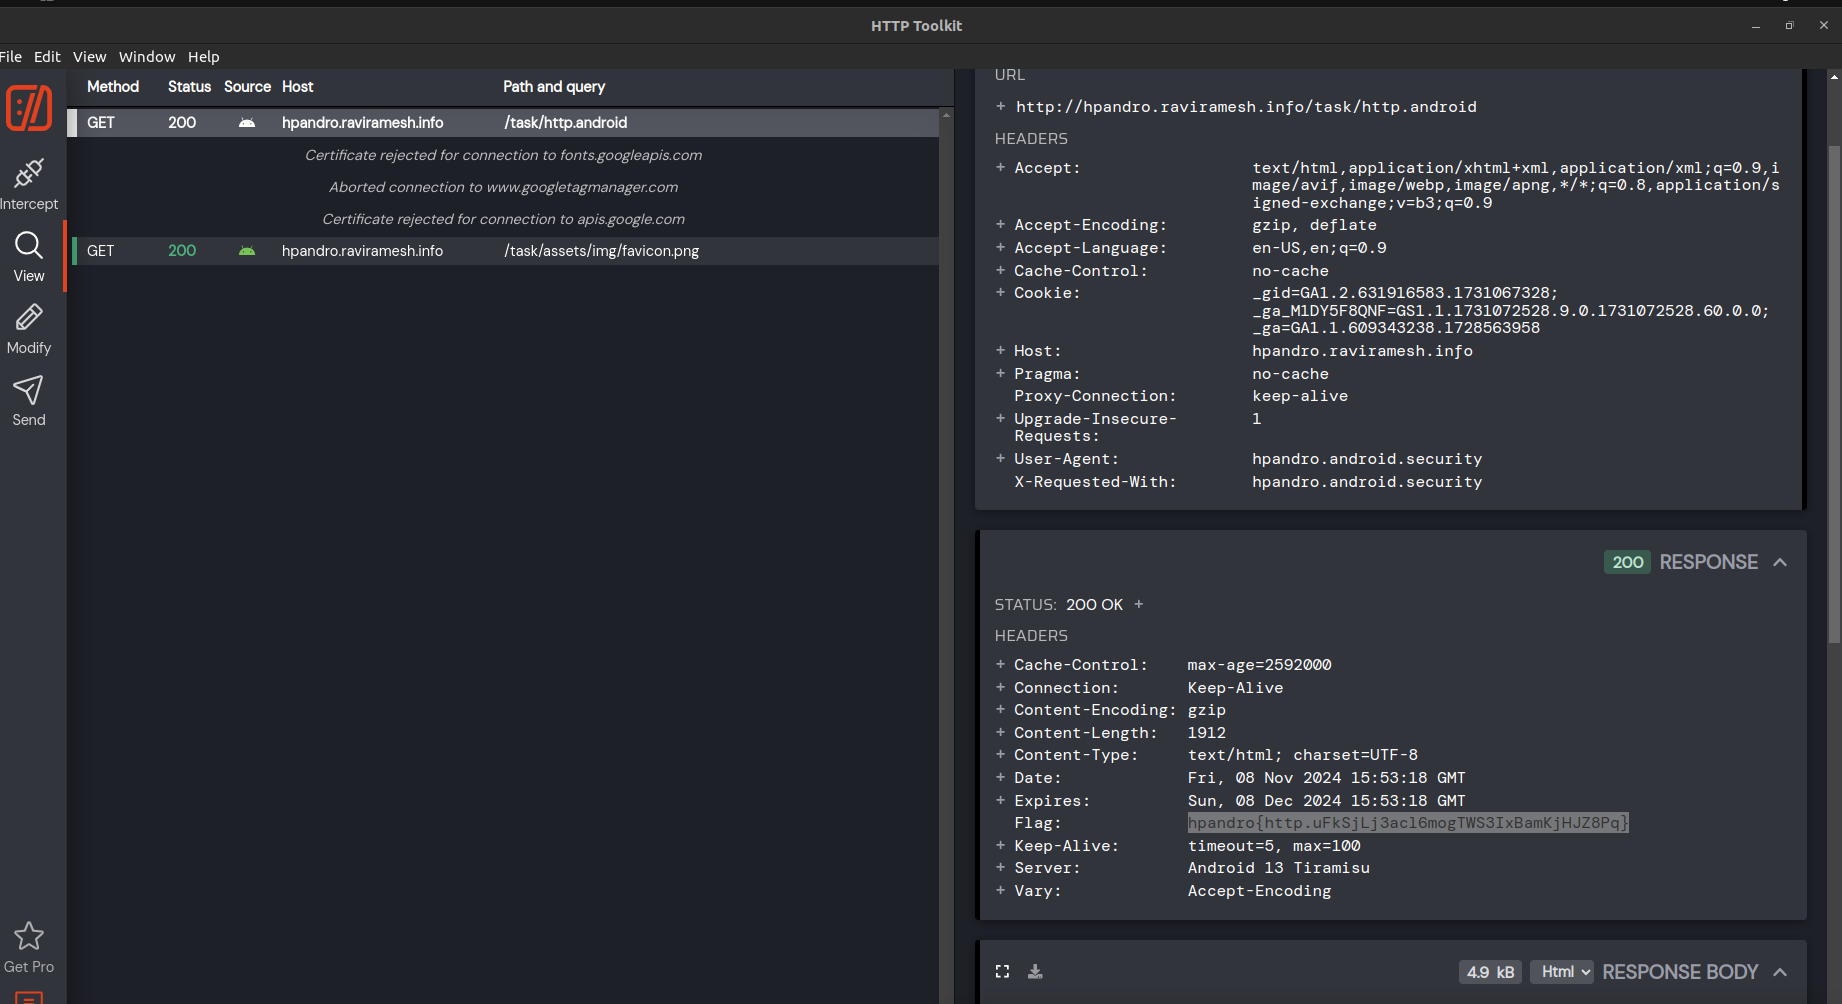 HTTP Toolkit
File Edit View Window Help
Method Status Source Host Path and query
GET 200 hpandro.raviramesh.info /task/http.android
Certificate rejected for connection to fonts.googleapis.com
Aborted connection to www.googletagmanager.com
Certificate rejected for connection to apis.google.com
GET 200 hpandro.raviramesh.info /task/assets/img/favicon.png
Intercept
View
Modify
Send
Get Pro
URL
+ http://hpandro.raviramesh.info/task/http.android
HEADERS
+ Accept: text/html,application/xhtml+xml,application/xml;q=0.9,i
mage/avif,image/webp,image/apng,*/*;q=0.8,application/s
igned-exchange;v=b3;q=0.9
+ Accept-Encoding: gzip, deflate
+ Accept-Language: en-US,en;q=0.9
+ Cache-Control: no-cache
+ Cookie: _gid=GA1.2.631916583.1731067328;
_ga_M1DY5F8QNF=GS1.1.1731072528.9.0.1731072528.60.0.0;
_ga=GA1.1.609343238.1728563958
+ Host: hpandro.raviramesh.info
+ Pragma: no-cache
Proxy-Connection: keep-alive
+ Upgrade-Insecure- 1
Requests:
+ User-Agent: hpandro.android.security
X-Requested-With: hpandro.android.security
200 RESPONSE
STATUS: 200 OK +
HEADERS
+ Cache-Control: max-age=2592000
+ Connection: Keep-Alive
+ Content-Encoding: gzip
+ Content-Length: 1912
+ Content-Type: text/html; charset=UTF-8
+ Date: Fri, 08 Nov 2024 15:53:18 GMT
+ Expires: Sun, 08 Dec 2024 15:53:18 GMT
Flag: hpandro{http.uFkSjLj3acl6mogTWS3IxBamKjHJZ8Pq}
+ Keep-Alive: timeout=5, max=100
+ Server: Android 13 Tiramisu
+ Vary: Accept-Encoding
4.9 kB Html RESPONSE BODY